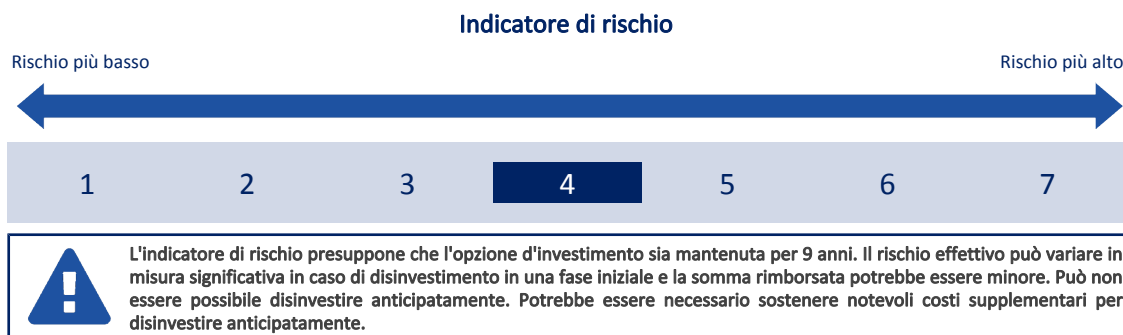 Indicatore di rischio
Rischio più basso
Rischio più alto
1 2 3 4 5 6 7
L'indicatore di rischio presuppone che l'opzione d'investimento sia mantenuta per 9 anni. Il rischio effettivo può variare in
misura significativa in caso di disinvestimento in una fase iniziale e la somma rimborsata potrebbe essere minore. Può non
essere possibile disinvestire anticipatamente. Potrebbe essere necessario sostenere notevoli costi supplementari per
disinvestire anticipatamente.